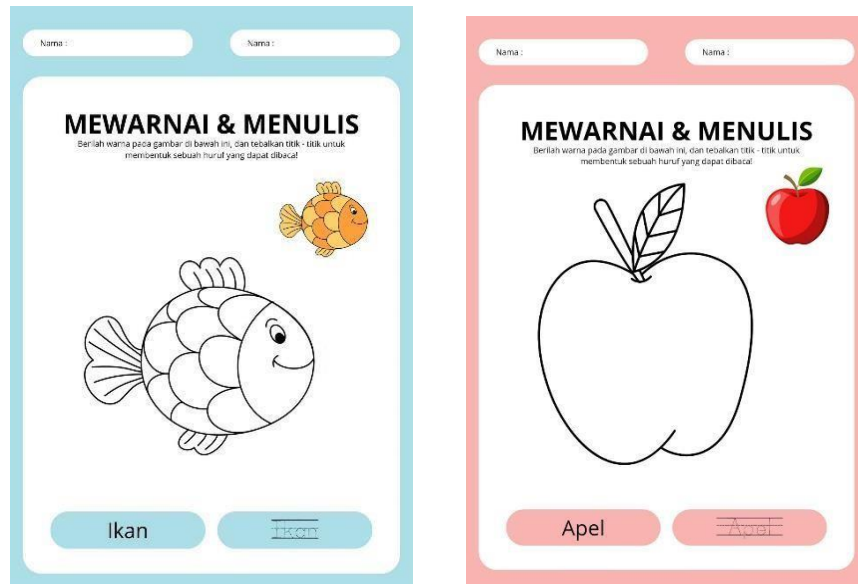 Nama :
Nama :
MEWARNAI & MENULIS
Berilah warna pada gambar di bawah ini, dan tebalkan titik - titik untuk
membentuk sebuah huruf yang dapat dibaca!
Ikan
Ikan
Nama :
Nama :
MEWARNAI & MENULIS
Berilah warna pada gambar di bawah ini, dan tebalkan titik - titik untuk
membentuk sebuah huruf yang dapat dibaca!
Apel
Apel